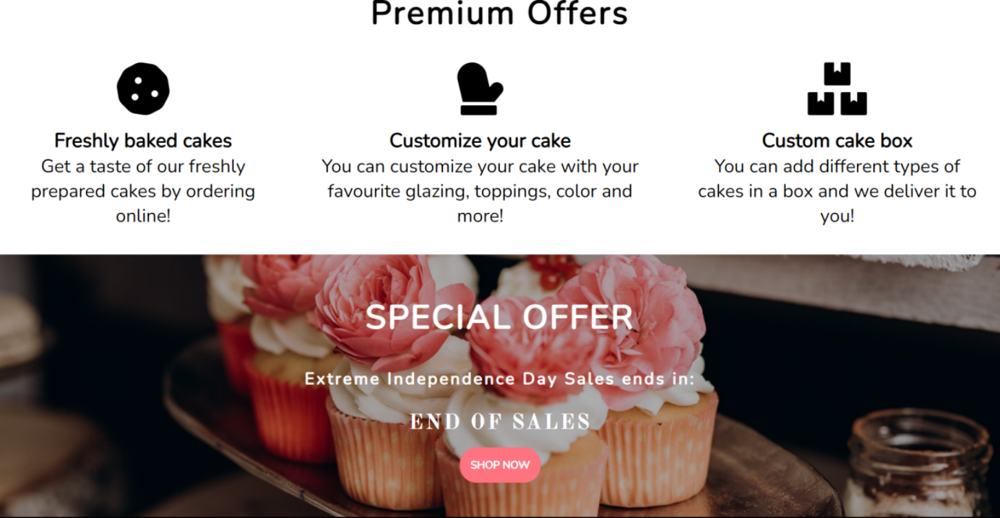 Premium Offers
Freshly baked cakes
Get a taste of our freshly
prepared cakes by ordering
online!
Customize your cake
You can customize your cake with your
favourite glazing, toppings, color and
more!
Custom cake box
You can add different types of
cakes in a box and we deliver it to
you!
SPECIAL OFFER
Extreme Independence Day Sales ends in:
END OF SALES
SHOP NOW